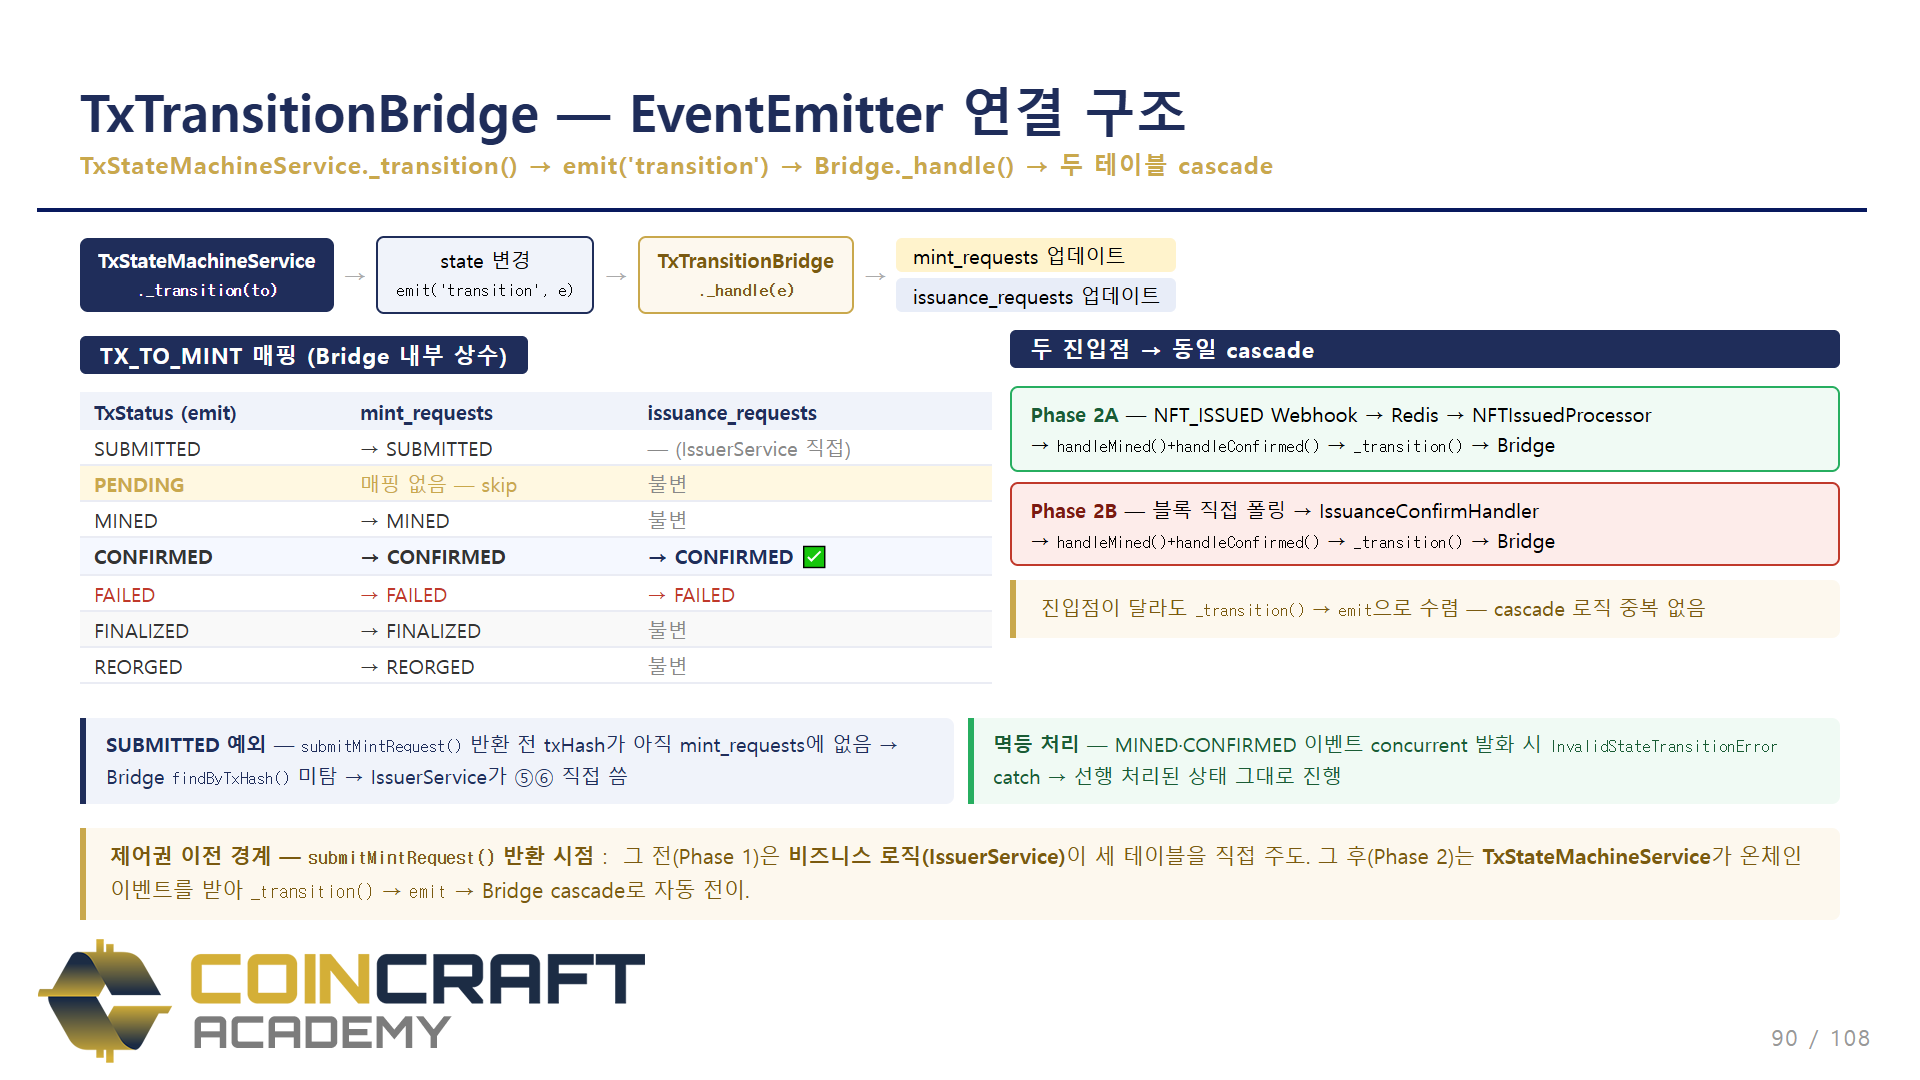 TxTransitionBridge — EventEmitter 연결 구조
TxStateMachineService._transition() → emit('transition') → Bridge._handle() → 두 테이블 cascade
TxStateMachineService
._transition(to)
→
state 변경
emit('transition', e)
→
TxTransitionBridge
._handle(e)
→
mint_requests 업데이트
issuance_requests 업데이트
TX_TO_MINT 매핑 (Bridge 내부 상수)
TxStatus (emit) mint_requests issuance_requests
SUBMITTED → SUBMITTED — (IssuerService 직접)
PENDING 매핑 없음 — skip 불변
MINED → MINED 불변
CONFIRMED → CONFIRMED → CONFIRMED ✅
FAILED → FAILED → FAILED
FINALIZED → FINALIZED 불변
REORGED → REORGED 불변
두 진입점 → 동일 cascade
Phase 2A — NFT_ISSUED Webhook → Redis → NFTIssuedProcessor
→ handleMined()+handleConfirmed() → _transition() → Bridge
Phase 2B — 블록 직접 폴링 → IssuanceConfirmHandler
→ handleMined()+handleConfirmed() → _transition() → Bridge
진입점이 달라도 _transition() → emit으로 수렴 — cascade 로직 중복 없음
SUBMITTED 예외 — submitMintRequest() 반환 전 txHash가 아직 mint_requests에 없음 →
Bridge findByTxHash() 미탐 → IssuerService가 ⑤⑥ 직접 씀
멱등 처리 — MINED·CONFIRMED 이벤트 concurrent 발화 시 InvalidStateTransitionError
catch → 선행 처리된 상태 그대로 진행
제어권 이전 경계 — submitMintRequest() 반환 시점 : 그 전(Phase 1)은 비즈니스 로직(IssuerService)이 세 테이블을 직접 주도. 그 후(Phase 2)는 TxStateMachineService가 온체인
이벤트를 받아 _transition() → emit → Bridge cascade로 자동 전이.
COINCRAFT
ACADEMY
90 / 108